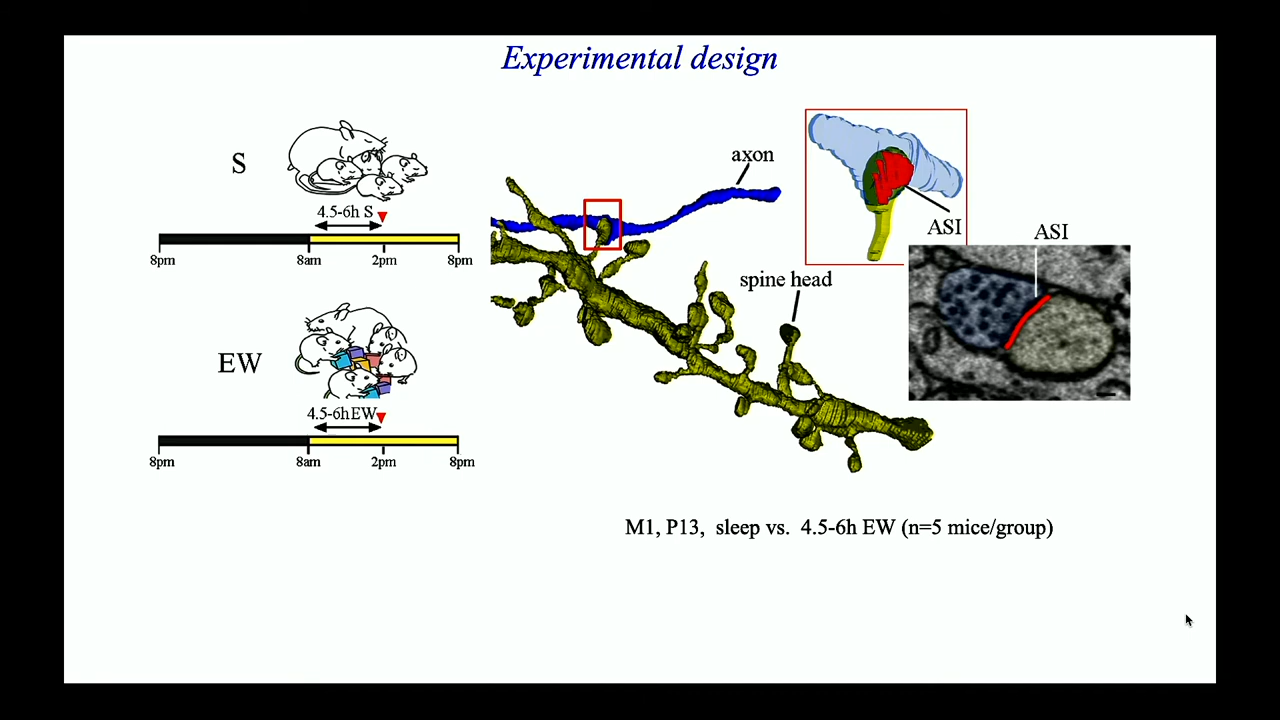 Experimental design
S
4.5-6h S
8pm 8am 2pm 8pm
EW
4.5-6hEW
8pm 8am 2pm 8pm
axon
spine head
ASI
ASI
M1, P13, sleep vs. 4.5-6h EW (n=5 mice/group)